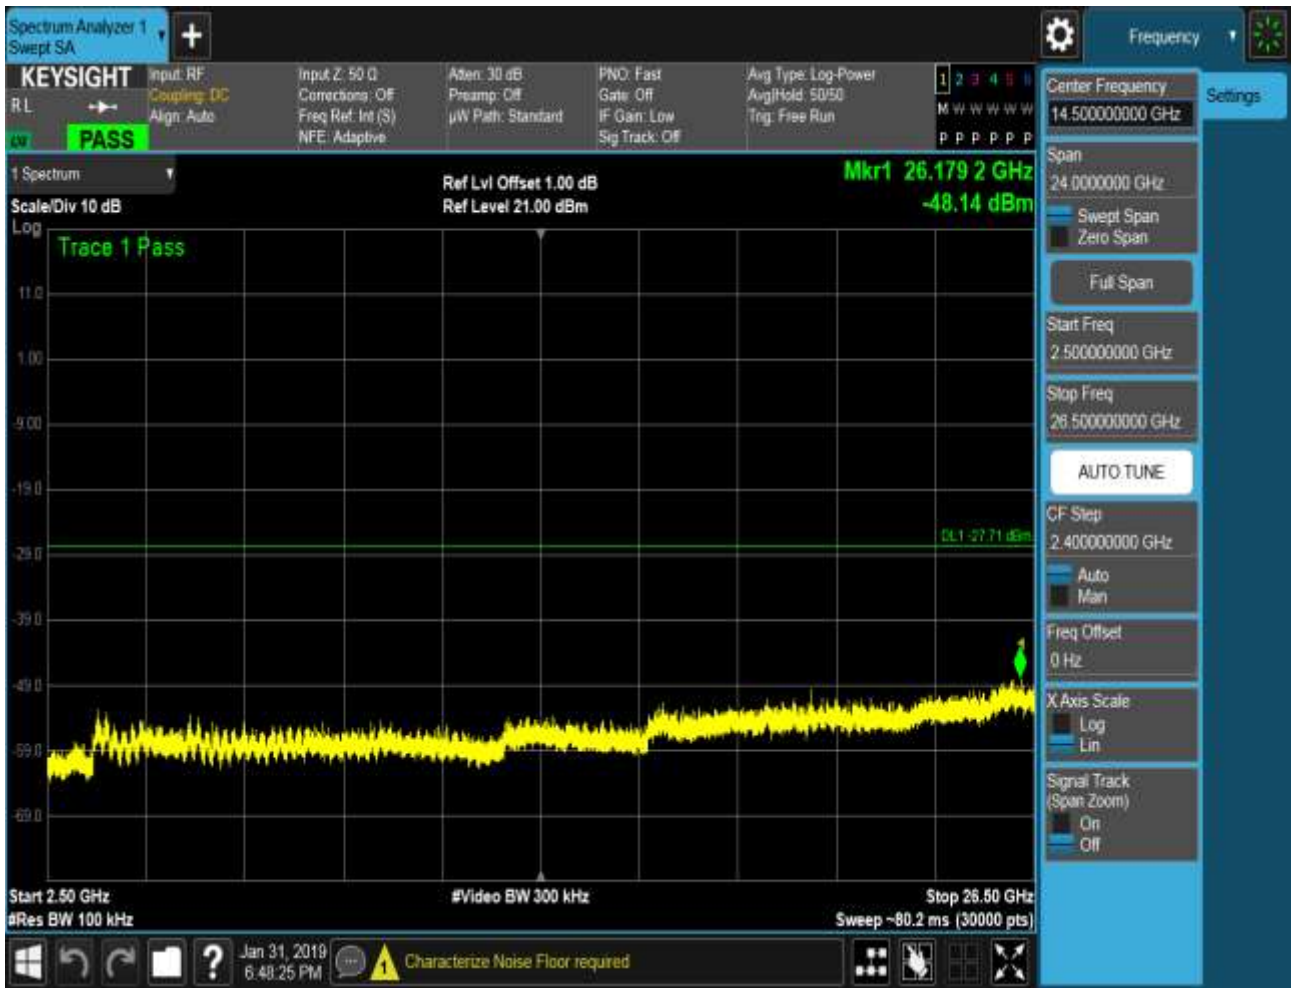 Spectrum Analyzer 1
Swept SA
Frequency
KEYSIGHT
RL
PASS
Input: RF
Coupling: DC
Align: Auto
Input Z: 50 Ω
Corrections: Off
Freq Ref: Int (S)
NFE: Adaptive
Atten: 30 dB
Preamp: Off
µW Path: Standard
PNO: Fast
Gate: Off
IF Gain: Low
Sig Track: Off
Avg Type: Log-Power
Avg|Hold: 50/50
Trig: Free Run
1 2 3 4 5 6
M W W W W W
P P P P P P
1 Spectrum
Scale/Div 10 dB
Ref Lvl Offset 1.00 dB
Ref Level 21.00 dBm
Mkr1 26.179 2 GHz
-48.14 dBm
Log
Trace 1 Pass
11.0
1.00
-9.00
-19.0
-29.0
-39.0
-49.0
-59.0
-69.0
DL1 -27.71 dBm
1
Start 2.50 GHz
#Res BW 100 kHz
#Video BW 300 kHz
Stop 26.50 GHz
Sweep ~80.2 ms (30000 pts)
Center Frequency
14.500000000 GHz
Settings
Span
24.0000000 GHz
Swept Span
Zero Span
Full Span
Start Freq
2.500000000 GHz
Stop Freq
26.500000000 GHz
AUTO TUNE
CF Step
2.400000000 GHz
Auto
Man
Freq Offset
0 Hz
X Axis Scale
Log
Lin
Signal Track
(Span Zoom)
On
Off
?
Jan 31, 2019
6:48:25 PM
1
Characterize Noise Floor required